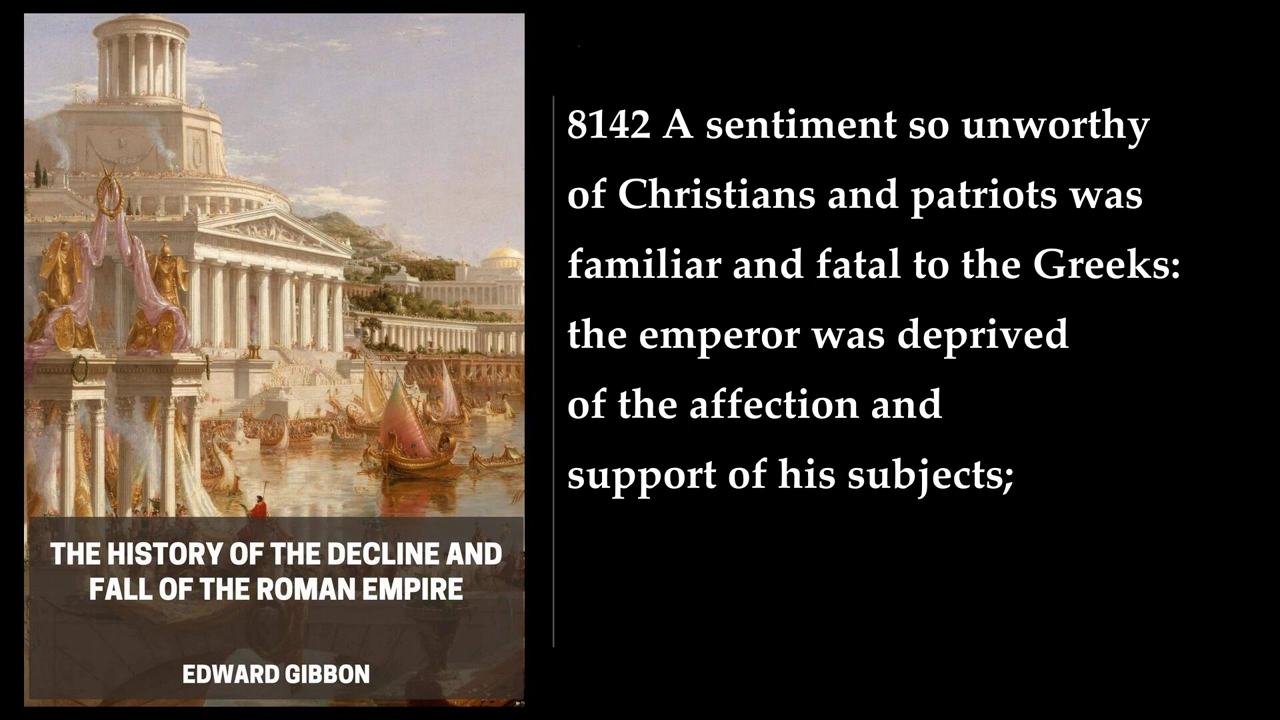 THE HISTORY OF THE DECLINE AND
FALL OF THE ROMAN EMPIRE
EDWARD GIBBON
8142 A sentiment so unworthy
of Christians and patriots was
familiar and fatal to the Greeks:
the emperor was deprived
of the affection and
support of his subjects;